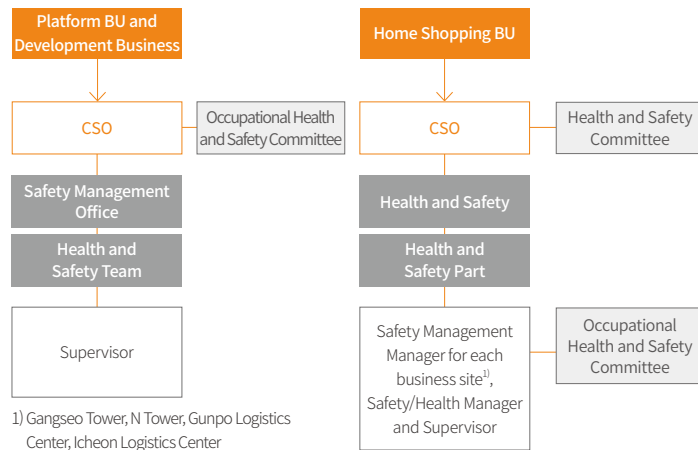 Platform BU and
Development Business
CSO
Occupational Health
and Safety Committee
Safety Management
Office
Health and
Safety Team
Supervisor
1) Gangseo Tower, N Tower, Gunpo Logistics
Center, Icheon Logistics Center
Home Shopping BU
CSO
Health and Safety
Committee
Health and Safety
Health and
Safety Part
Safety Management
Manager for each
business site1),
Safety/Health Manager
and Supervisor
Occupational
Health and Safety
Committee